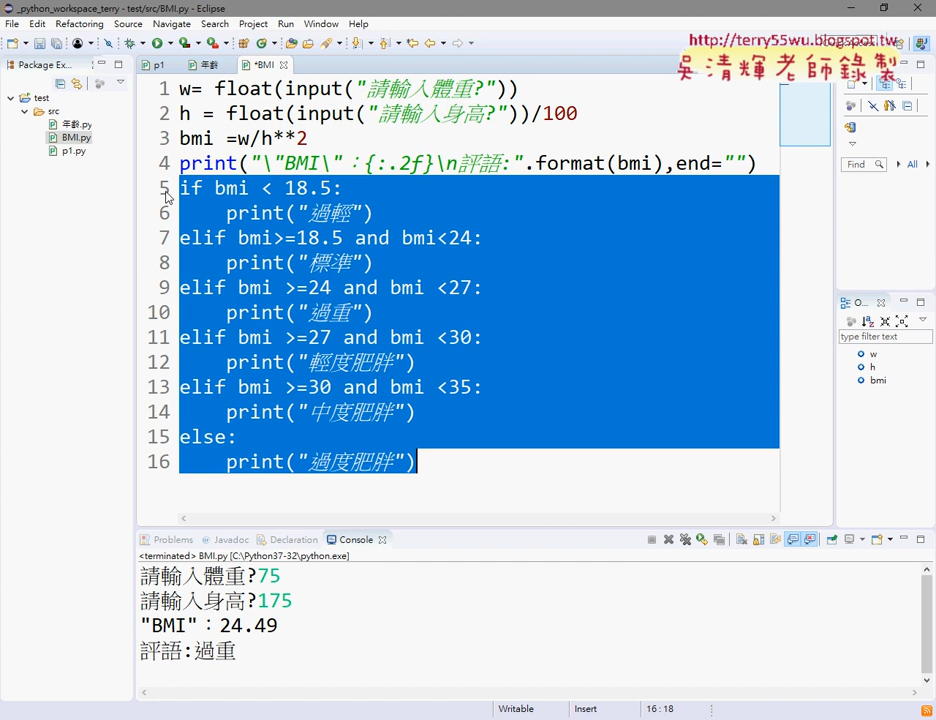 _python_workspace_terry - test/src/BMI.py - Eclipse
File Edit Refactoring Source Navigate Search Project Run Window Help
http://terry55wu.blogspot.tw
吳清輝老師錄製
Package Ex...
p1
年齡
*BMI
test
src
年齡.py
BMI.py
p1.py
1 w= float(input("請輸入體重?"))
2 h = float(input("請輸入身高?"))/100
3 bmi =w/h**2
4 print("\"BMI\"：{:.2f}\n評語:".format(bmi),end="")
5 if bmi < 18.5:
6 print("過輕")
7 elif bmi>=18.5 and bmi<24:
8 print("標準")
9 elif bmi >=24 and bmi <27:
10 print("過重")
11 elif bmi >=27 and bmi <30:
12 print("輕度肥胖")
13 elif bmi >=30 and bmi <35:
14 print("中度肥胖")
15 else:
16 print("過度肥胖")
Find
All
O...
type filter text
w
h
bmi
Problems Javadoc Declaration Console
<terminated> BMI.py [C:\Python37-32\python.exe]
請輸入體重?75
請輸入身高?175
"BMI"：24.49
評語:過重
Writable Insert 16 : 18